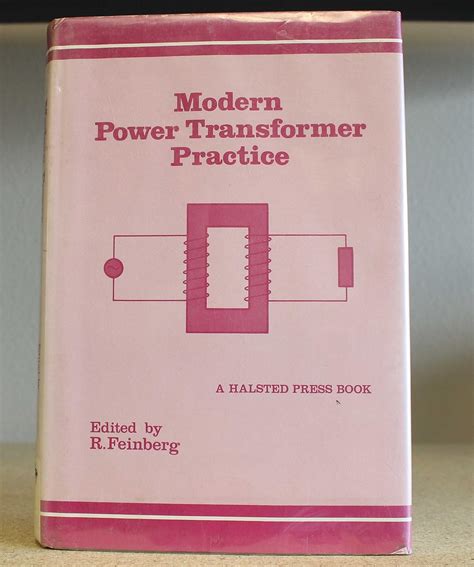 Modern
Power Transformer
Practice
A HALSTED PRESS BOOK
Edited by
R.Feinberg